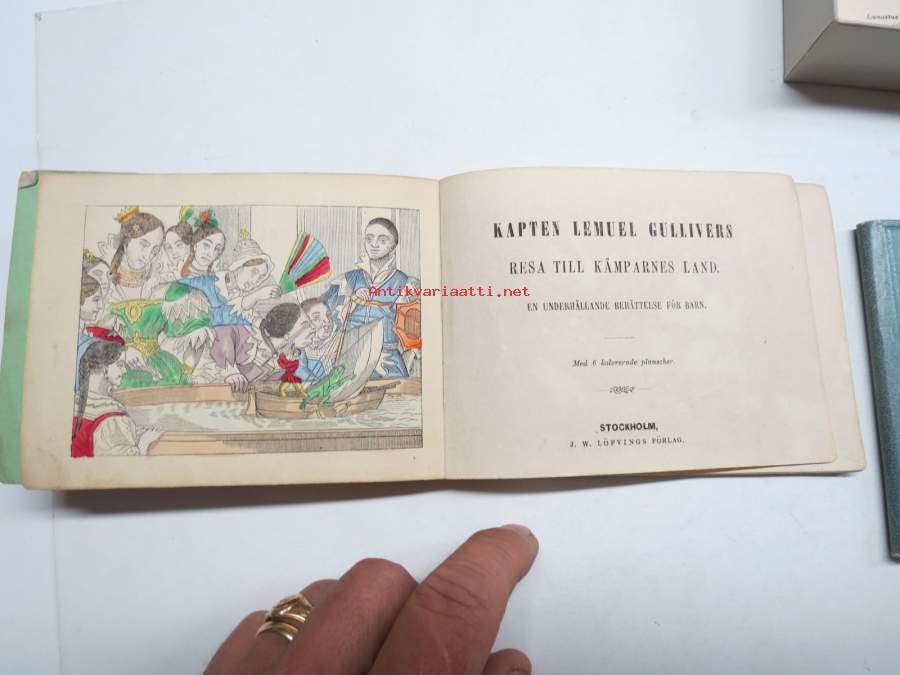 Lunastus
KAPTEN LEMUEL GULLIVERS
RESA TILL KÄMPARNES LAND.
EN UNDERHÅLLANDE BERÄTTELSE FÖR BARN.
Med 6 kolorerade planscher.
STOCKHOLM,
J. W. LÖFVINGS FÖRLAG.
Antikvariaatti.net